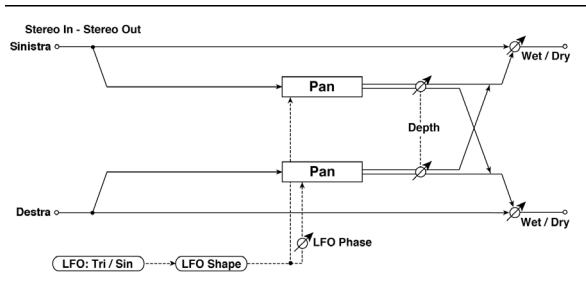 Stereo In - Stereo Out
Sinistra
Wet / Dry
Pan
Depth
Pan
Destra
Wet / Dry
LFO Phase
LFO: Tri / Sin
LFO Shape